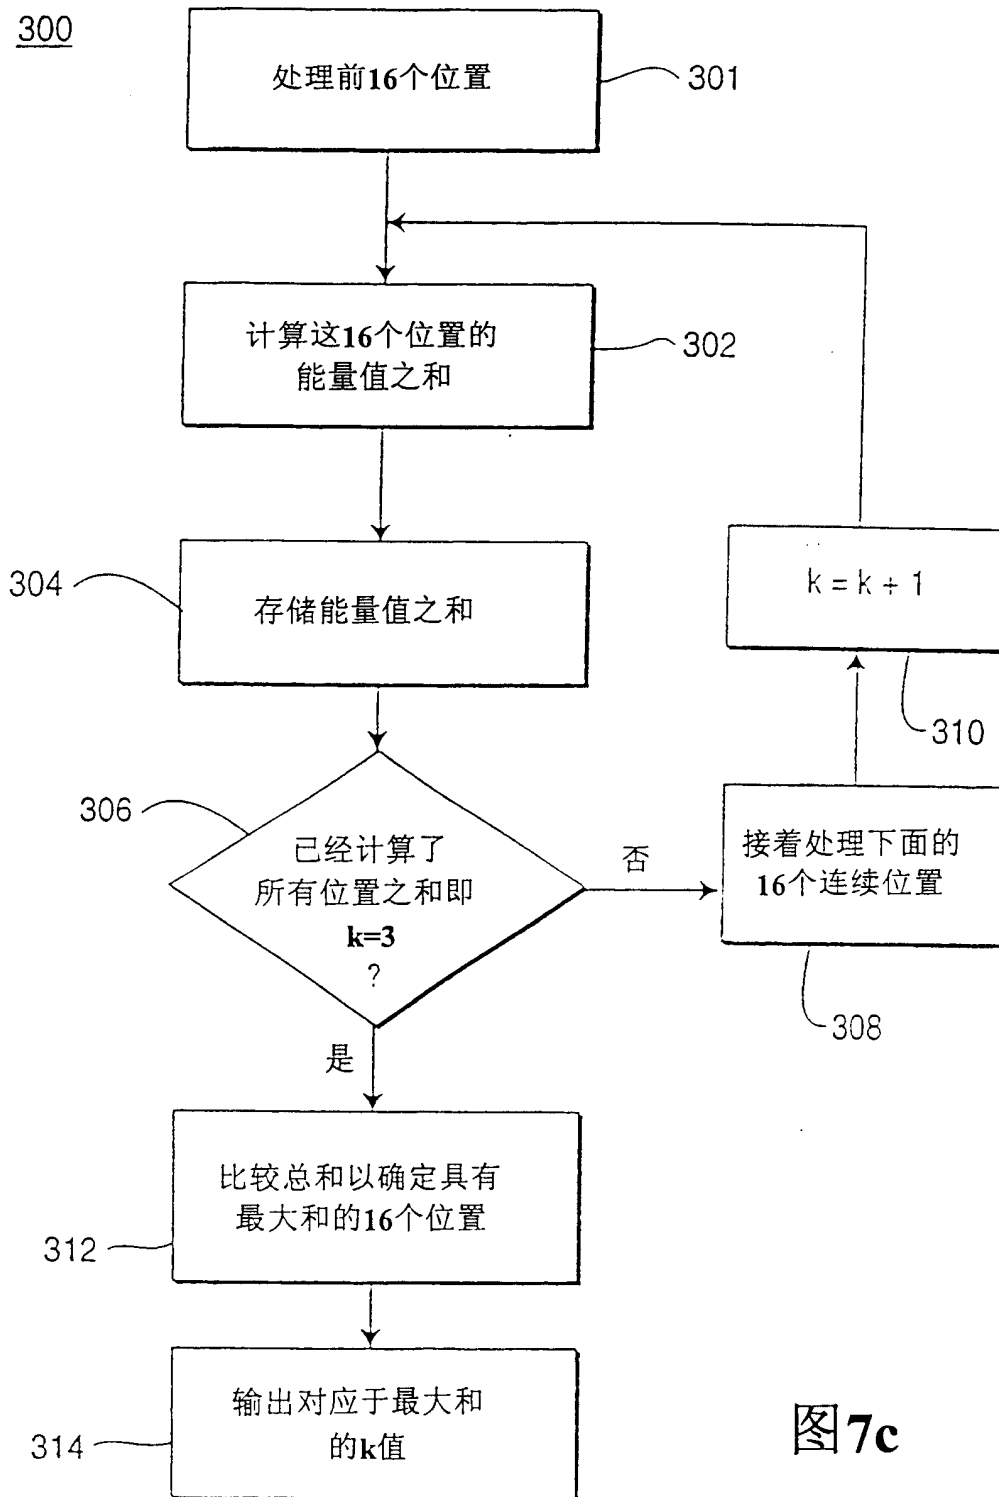 300
处理前16个位置
301
计算这16个位置的
能量值之和
302
304
存储能量值之和
k = k + 1
310
306
已经计算了
所有位置之和即
k=3
?
否
接着处理下面的
16个连续位置
308
是
比较总和以确定具有
最大和的16个位置
312
输出对应于最大和
的k值
314
图7c